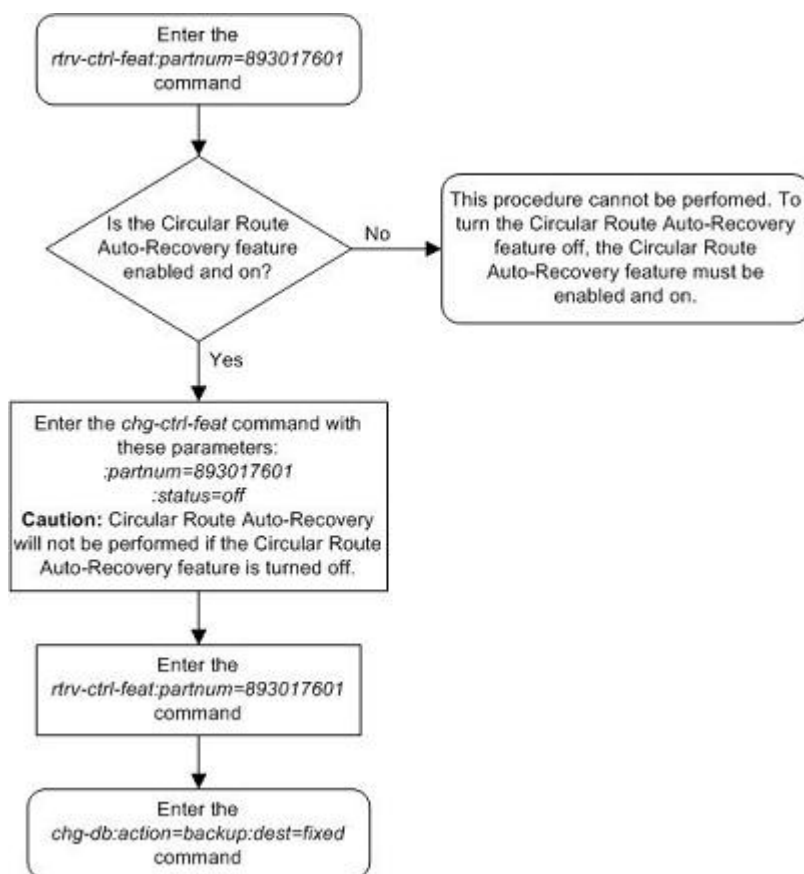 Enter the
rtrv-ctrl-feat:partnum=893017601
command
Is the Circular Route
Auto-Recovery feature
enabled and on?
No
This procedure cannot be perfomed. To
turn the Circular Route Auto-Recovery
feature off, the Circular Route
Auto-Recovery feature must be
enabled and on.
Yes
Enter the chg-ctrl-feat command with
these parameters:
:partnum=893017601
:status=off
Caution: Circular Route Auto-Recovery
will not be performed if the Circular Route
Auto-Recovery feature is turned off.
Enter the
rtrv-ctrl-feat:partnum=893017601
command
Enter the
chg-db:action=backup:dest=fixed
command